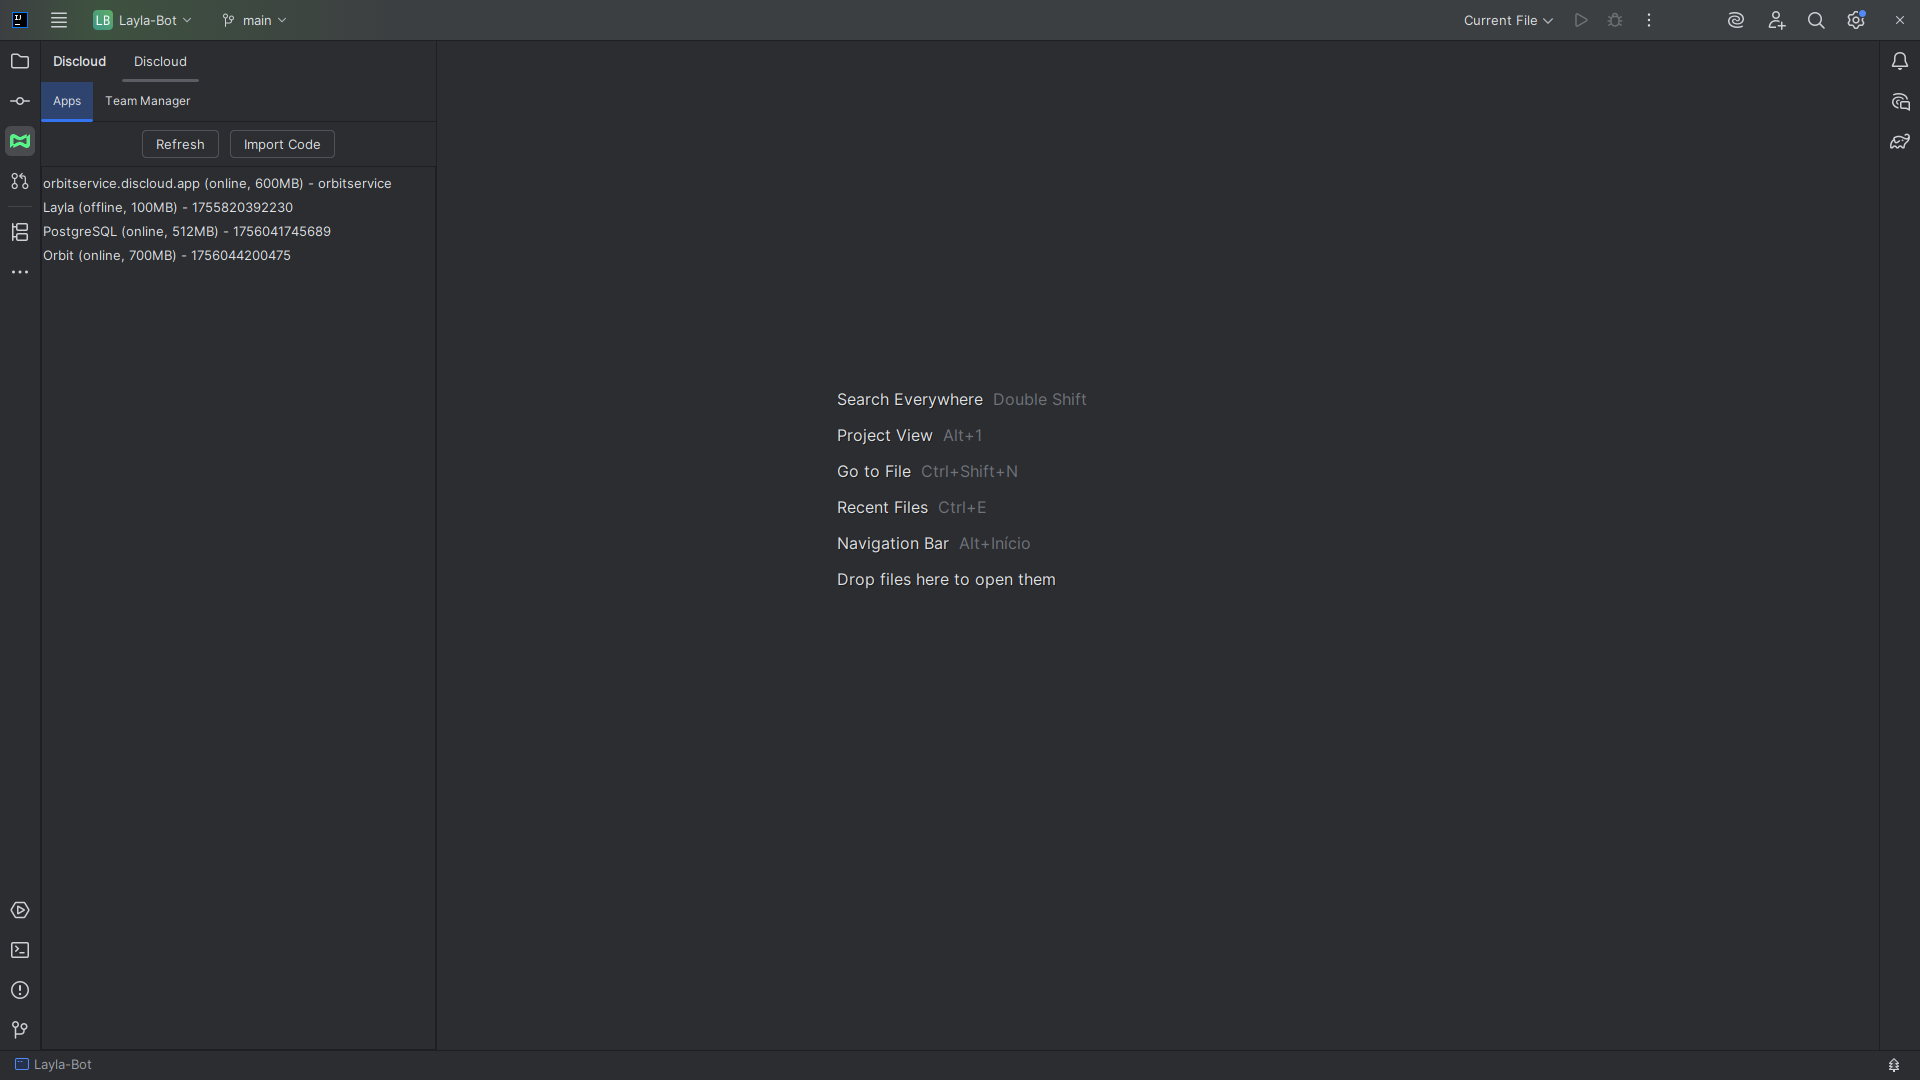 LB Layla-Bot main Current File
Discloud Discloud
Apps Team Manager
Refresh Import Code
orbitservice.discloud.app (online, 600MB) - orbitservice
Layla (offline, 100MB) - 1755820392230
PostgreSQL (online, 512MB) - 1756041745689
Orbit (online, 700MB) - 1756044200475
Search Everywhere Double Shift
Project View Alt+1
Go to File Ctrl+Shift+N
Recent Files Ctrl+E
Navigation Bar Alt+Início
Drop files here to open them
Layla-Bot